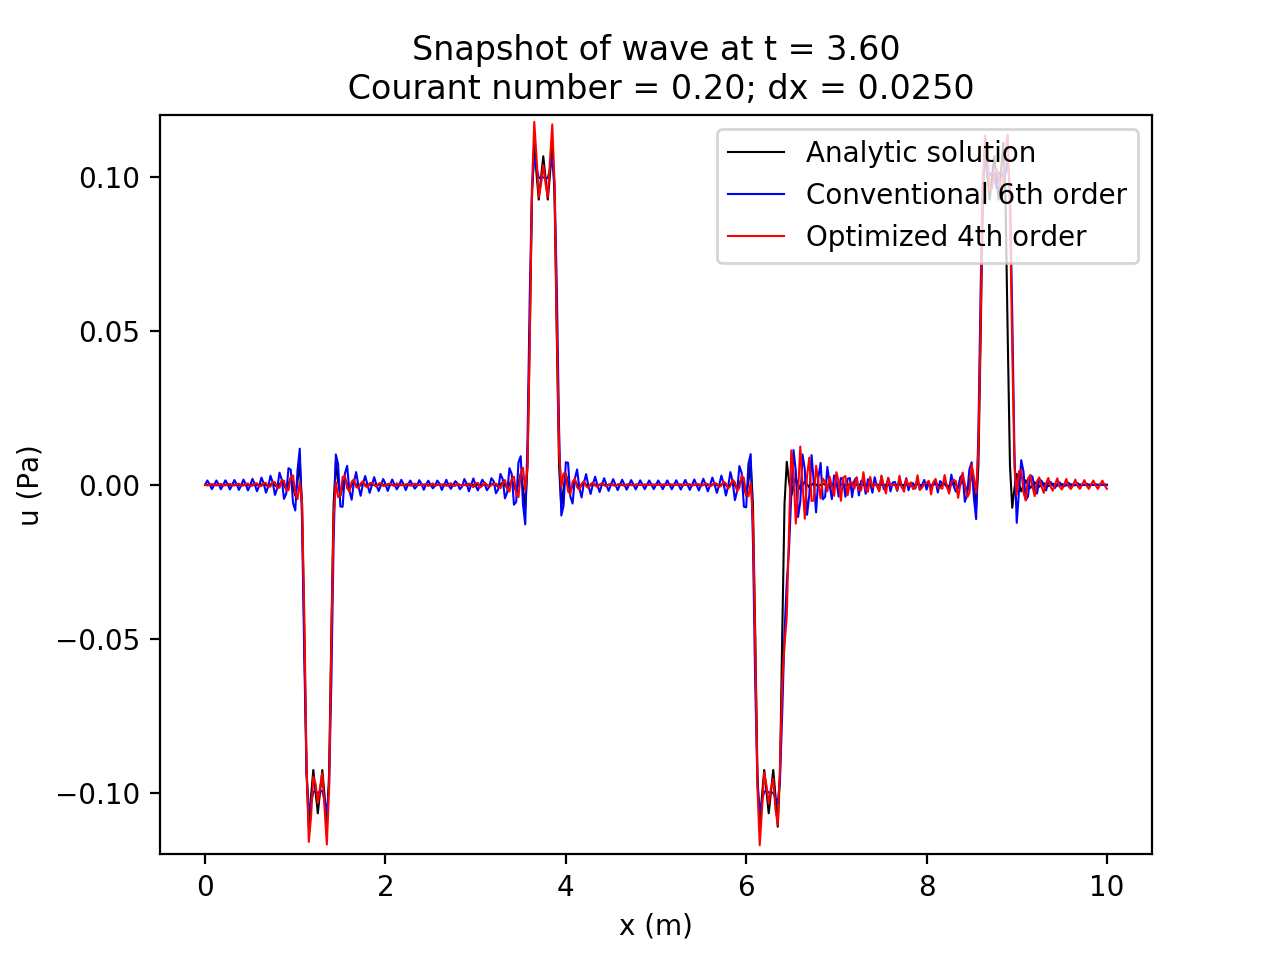 Snapshot of wave at t = 3.60
Courant number = 0.20; dx = 0.0250
Analytic solution
Conventional 6th order
Optimized 4th order
u (Pa)
0.10
0.05
0.00
−0.05
−0.10
0 2 4 6 8 10
x (m)